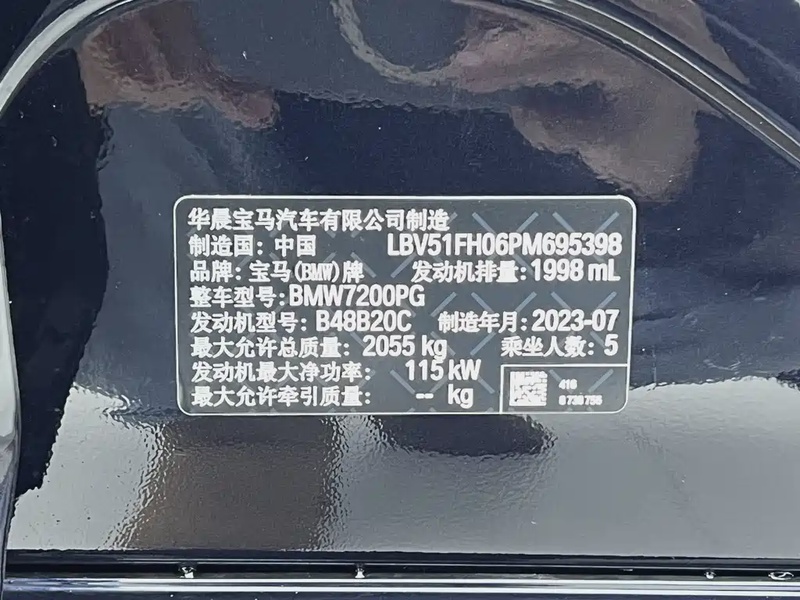 华晨宝马汽车有限公司制造
制造国: 中国 LBV51FH06PM695398
品牌: 宝马(BMW)牌 发动机排量: 1998 mL
整车型号: BMW7200PG
发动机型号: B48B20C 制造年月: 2023-07
最大允许总质量: 2055 kg 乘坐人数: 5
发动机最大净功率: 115 kW
最大允许牵引质量: -- kg
416